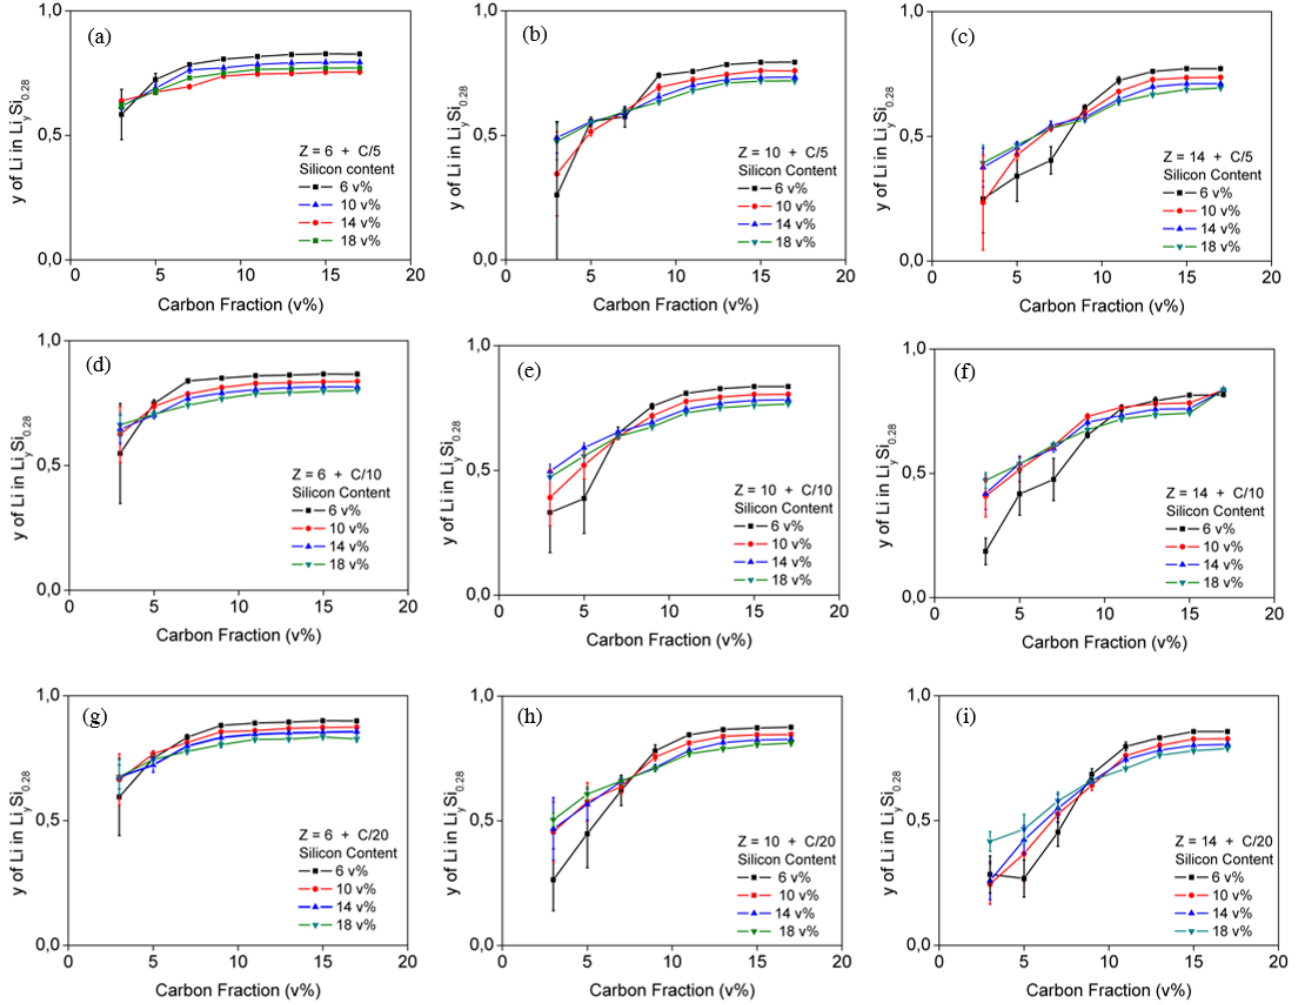 (a)
1,0
0,5
0,0
y of Li in LiySi0.28
Z = 6 + C/5
Silicon content
6 v%
10 v%
14 v%
18 v%
0 5 10 15 20
Carbon Fraction (v%)
(b)
1,0
0,5
0,0
y of Li in LiySi0.28
Z = 10 + C/5
Silicon Content
6 v%
10 v%
14 v%
18 v%
0 5 10 15 20
Carbon Fraction (v%)
(c)
1,0
0,5
0,0
y of Li in LiySi0.28
Z = 14 + C/5
Silicon Content
6 v%
10 v%
14 v%
18 v%
0 5 10 15 20
Carbon Fraction (v%)
(d)
1,0
0,5
0,0
y of Li in LiySi0.28
Z = 6 + C/10
Silicon Content
6 v%
10 v%
14 v%
18 v%
0 5 10 15 20
Carbon Fraction (v%)
(e)
1,0
0,5
0,0
y of Li in LiySi0.28
Z = 10 + C/10
Silicon Content
6 v%
10 v%
14 v%
18 v%
0 5 10 15 20
Carbon Fraction (v%)
(f)
1,0
0,5
0,0
y of Li in LiySi0.28
Z = 14 + C/10
Silicon Content
6 v%
10 v%
14 v%
18 v%
0 5 10 15 20
Carbon Fraction (v%)
(g)
1,0
0,5
0,0
y of Li in LiySi0.28
Z = 6 + C/20
Silicon Content
6 v%
10 v%
14 v%
18 v%
0 5 10 15 20
Carbon Fraction (v%)
(h)
1,0
0,5
0,0
y of Li in LiySi0.28
Z = 10 + C/20
Silicon Content
6 v%
10 v%
14 v%
18 v%
0 5 10 15 20
Carbon Fraction (v%)
(i)
1,0
0,5
0,0
y of Li in LiySi0.28
Z = 14 + C/20
Silicon Content
6 v%
10 v%
14 v%
18 v%
0 5 10 15 20
Carbon Fraction (v%)